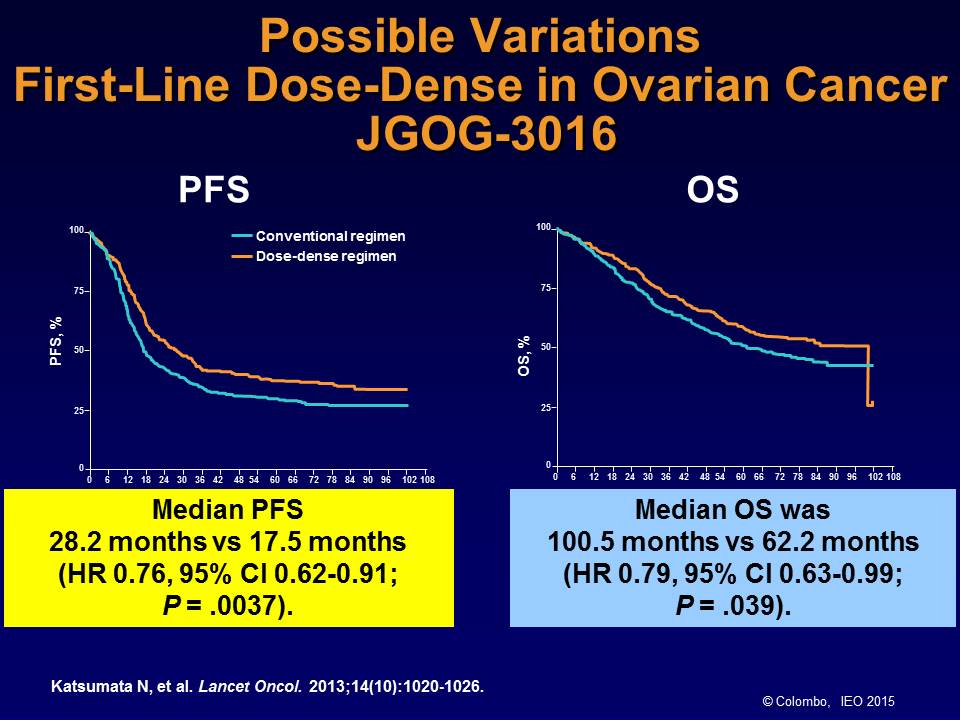 Possible Variations
First-Line Dose-Dense in Ovarian Cancer
JGOG-3016
PFS
Conventional regimen
Dose-dense regimen
PFS, %
100
75
50
25
0
0 6 12 18 24 30 36 42 48 54 60 66 72 78 84 90 96 102 108
OS
OS, %
100
75
50
25
0
0 6 12 18 24 30 36 42 48 54 60 66 72 78 84 90 96 102 108
Median PFS
28.2 months vs 17.5 months
(HR 0.76, 95% CI 0.62-0.91;
P = .0037).
Median OS was
100.5 months vs 62.2 months
(HR 0.79, 95% CI 0.63-0.99;
P = .039).
Katsumata N, et al. Lancet Oncol. 2013;14(10):1020-1026.
© Colombo, IEO 2015